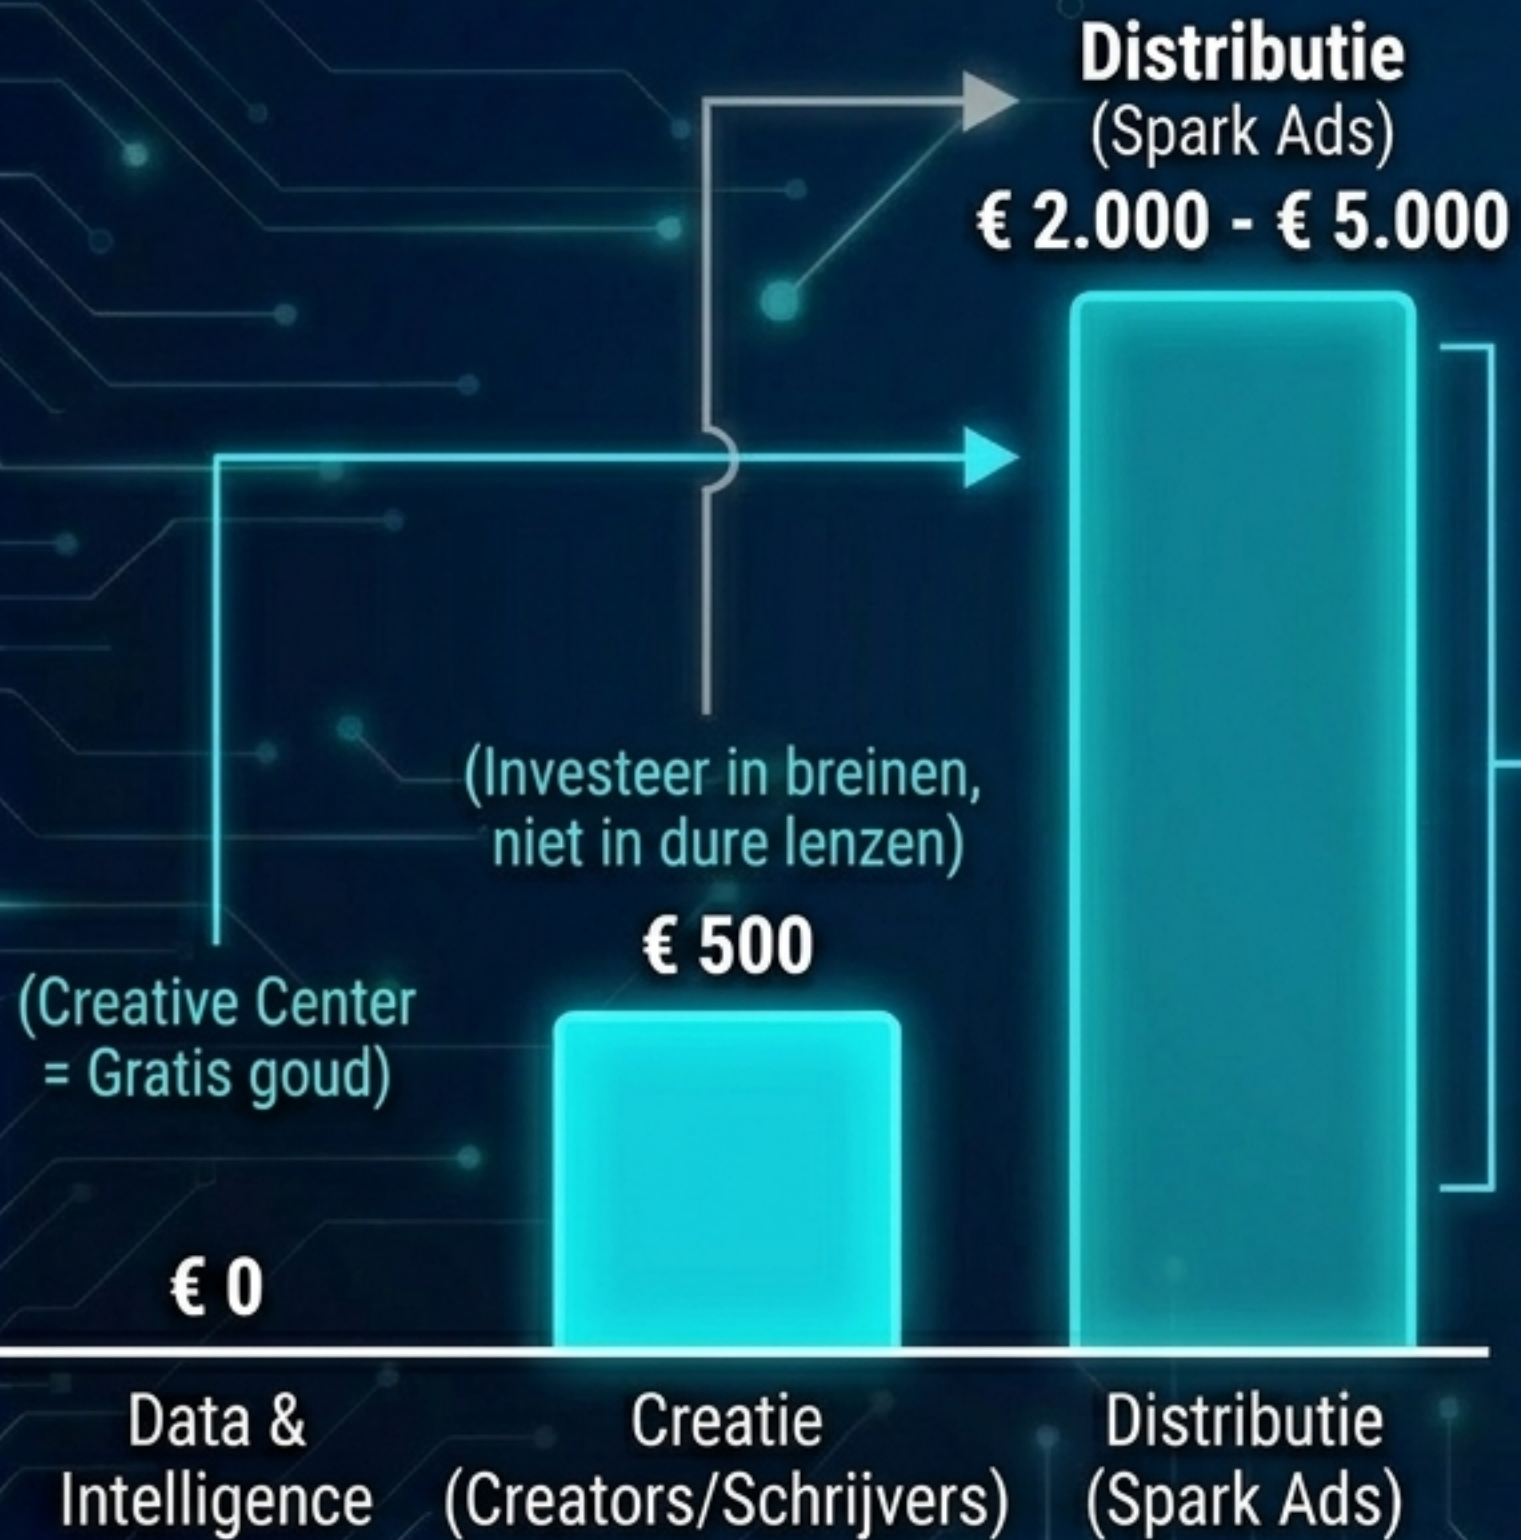 Distributie
(Spark Ads)
€ 2.000 - € 5.000
(Investeer in breinen,
niet in dure lenzen)
€ 500
(Creative Center
= Gratis goud)
€ 0
Data &
Intelligence
Creatie
(Creators/Schrijvers)
Distributie
(Spark Ads)